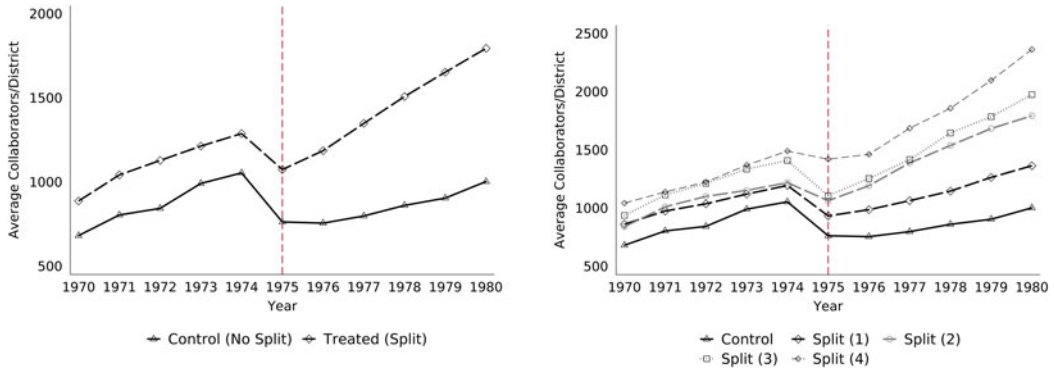 2000
1500
1000
500
Average Collaborators/District
1970 1971 1972 1973 1974 1975 1976 1977 1978 1979 1980
Year
Control (No Split) Treated (Split)
2500
2000
1500
1000
500
Average Collaborators/District
1970 1971 1972 1973 1974 1975 1976 1977 1978 1979 1980
Year
Control Split (1) Split (2)
Split (3) Split (4)